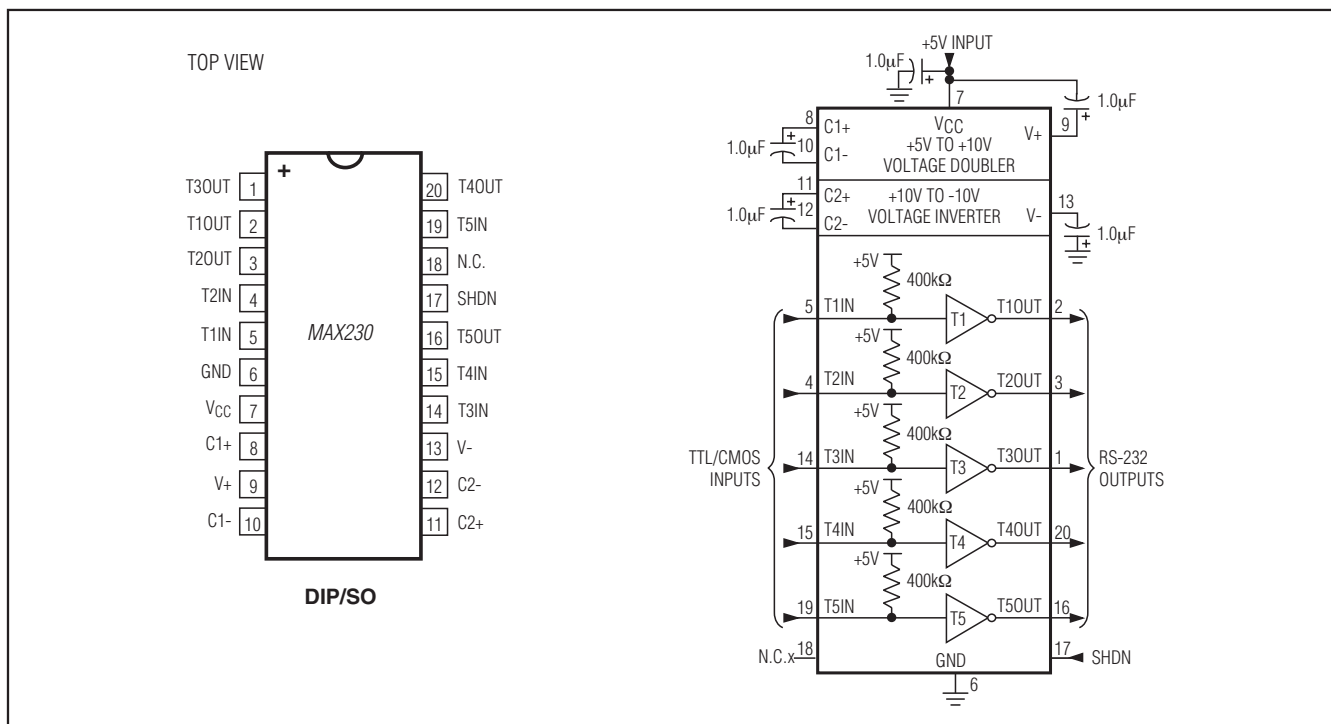 TOP VIEW
+
MAX230
T3OUT 1
T1OUT 2
T2OUT 3
T2IN 4
T1IN 5
GND 6
VCC 7
C1+ 8
V+ 9
C1- 10
20 T4OUT
19 T5IN
18 N.C.
17 SHDN
16 T5OUT
15 T4IN
14 T3IN
13 V-
12 C2-
11 C2+
DIP/SO
+5V INPUT
1.0µF
+
7
1.0µF
+
8 C1+
1.0µF +
10 C1-
VCC
+5V TO +10V
VOLTAGE DOUBLER
V+ 9
11 C2+
1.0µF +
12 C2-
+10V TO -10V
VOLTAGE INVERTER
V- 13
1.0µF
+
+5V
400kΩ
5 T1IN T1 T1OUT 2
+5V
400kΩ
4 T2IN T2 T2OUT 3
+5V
400kΩ
14 T3IN T3 T3OUT 1
+5V
400kΩ
15 T4IN T4 T4OUT 20
+5V
400kΩ
19 T5IN T5 T5OUT 16
TTL/CMOS
INPUTS
RS-232
OUTPUTS
N.C.x 18
GND
6
17 SHDN